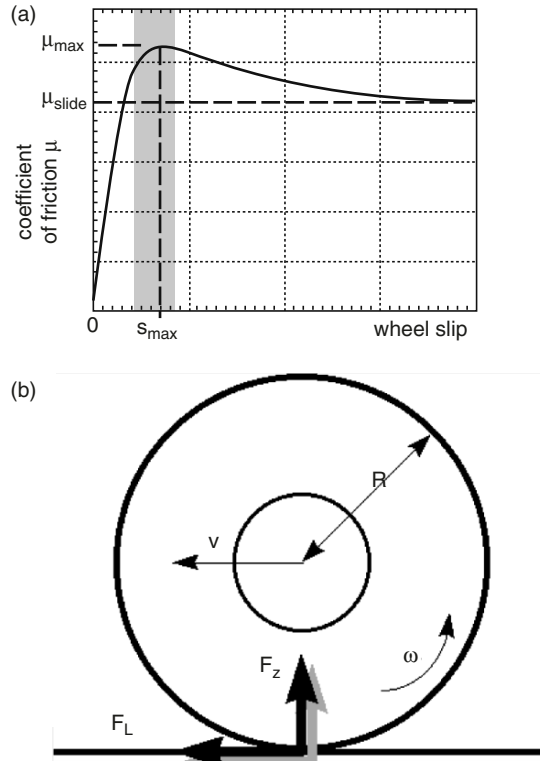 (a)
μmax
μslide
coefficient
of friction μ
0
smax
wheel slip
(b)
R
v
ω
Fz
FL